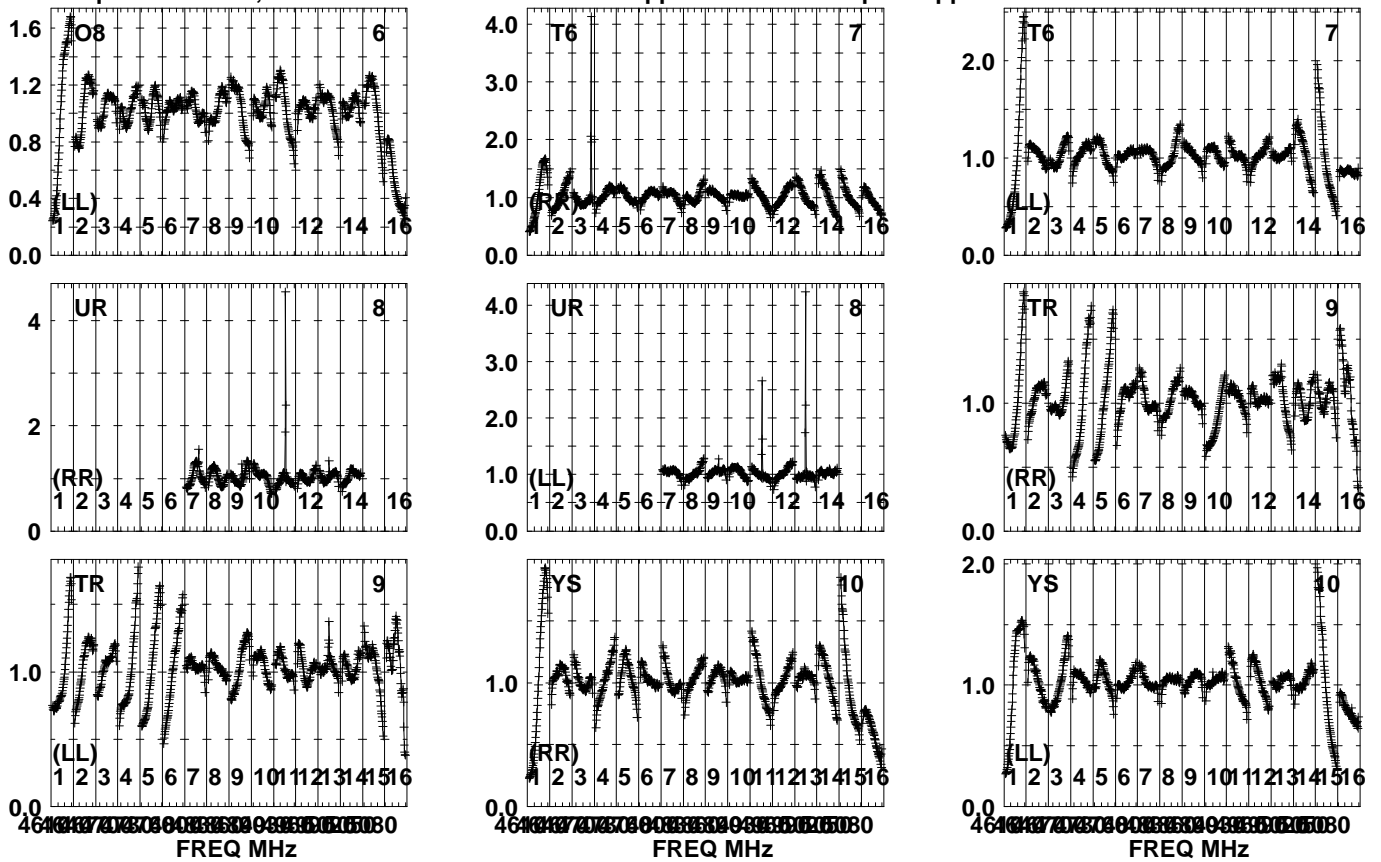 1.6
1.2
0.8
0.4
0.0
O8 6
(LL)
1 2 3 4 5 6 7 8 9 10 12 14 16
4.0
3.0
2.0
1.0
0.0
T6 7
(RR)
1 2 3 4 5 6 7 8 9 10 12 14 16
2.0
1.0
0.0
T6 7
(LL)
1 2 3 4 5 6 7 8 9 10 12 14 16
4
2
0
UR 8
(RR)
1 2 3 4 5 6 7 8 9 10 12 14 16
4.0
3.0
2.0
1.0
0.0
UR 8
(LL)
1 2 3 4 5 6 7 8 9 10 12 14 16
1.0
0.0
TR 9
(RR)
1 2 3 4 5 6 7 8 9 10 12 14 16
1.0
0.0
TR 9
(LL)
1 2 3 4 5 6 7 8 9 10 11 12 13 14 15 16
FREQ MHz
1.0
0.0
YS 10
(RR)
1 2 3 4 5 6 7 8 9 10 11 12 13 14 15 16
FREQ MHz
2.0
1.0
0.0
YS 10
(LL)
1 2 3 4 5 6 7 8 9 10 11 12 13 14 15 16
FREQ MHz